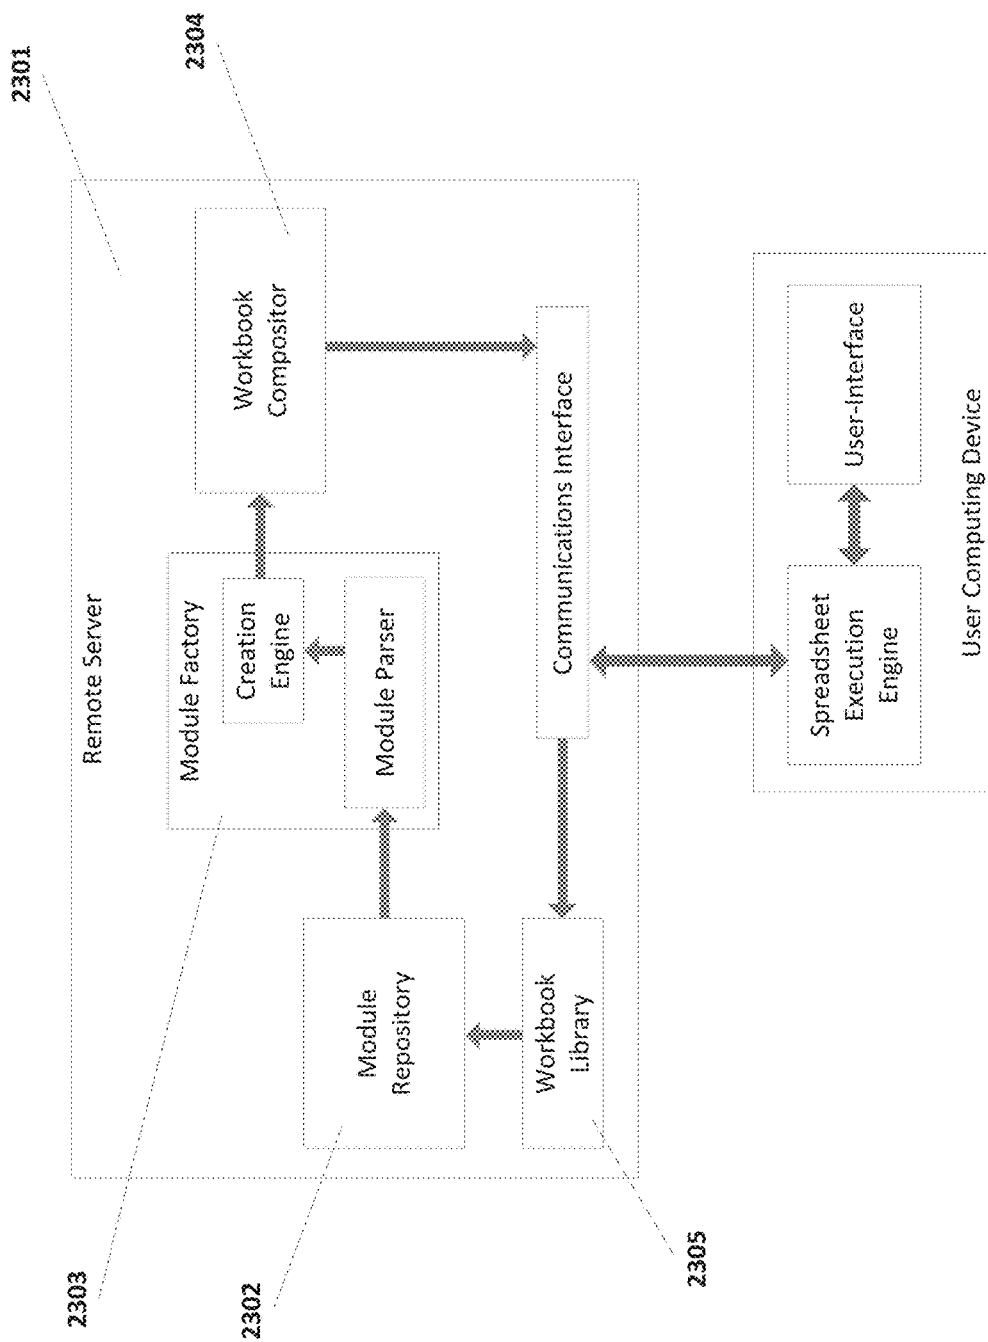 2301
2304
2303
2302
2305
Remote Server
Module Factory
Creation
Engine
Module Parser
Workbook
Compositor
Module
Repository
Workbook
Library
Communications Interface
Spreadsheet
Execution
Engine
User-Interface
User Computing Device